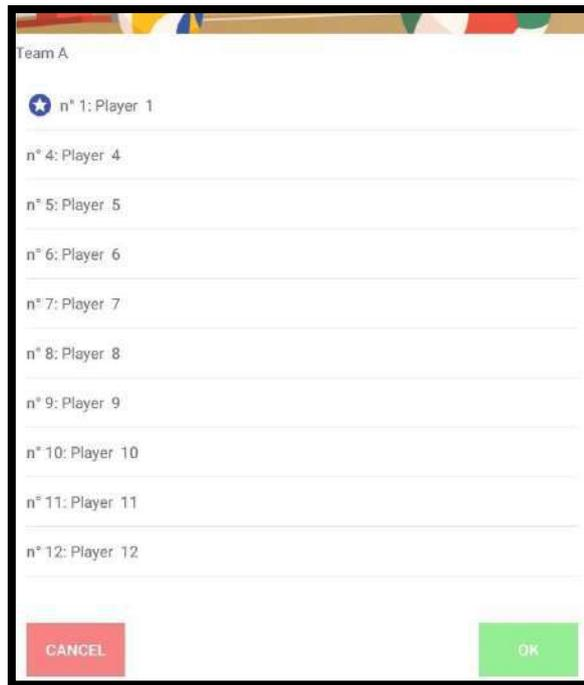 Team A
n° 1: Player 1
n° 4: Player 4
n° 5: Player 5
n° 6: Player 6
n° 7: Player 7
n° 8: Player 8
n° 9: Player 9
n° 10: Player 10
n° 11: Player 11
n° 12: Player 12
CANCEL
OK